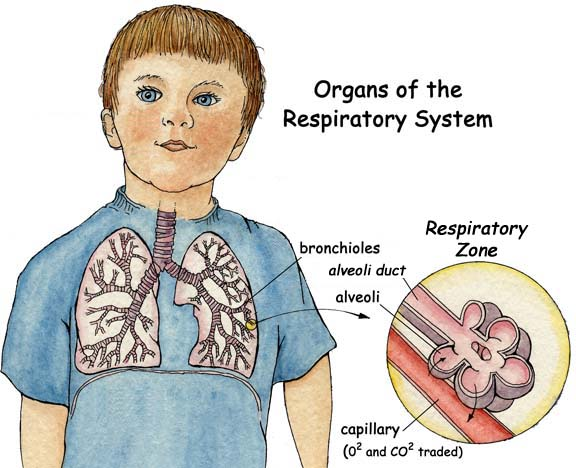 Organs of the
Respiratory System
Respiratory
Zone
bronchioles
alveoli duct
alveoli
capillary
(0² and CO² traded)